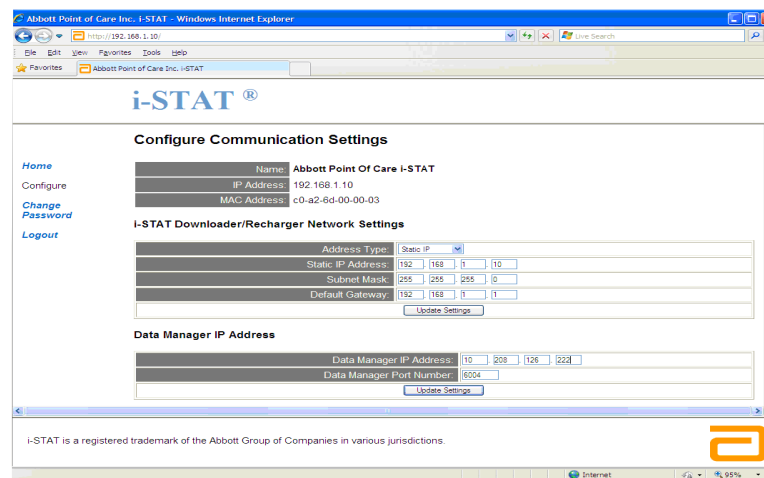 Abbott Point of Care Inc. i-STAT - Windows Internet Explorer
http://192.168.1.10/
Live Search
File Edit View Favorites Tools Help
Favorites Abbott Point of Care Inc. i-STAT
i-STAT ®
Configure Communication Settings
Home
Configure
Change
Password
Logout
Name: Abbott Point Of Care i-STAT
IP Address: 192.168.1.10
MAC Address: c0-a2-6d-00-00-03
i-STAT Downloader/Recharger Network Settings
Address Type: Static IP
Static IP Address: 192 . 168 . 1 . 10
Subnet Mask: 255 . 255 . 255 . 0
Default Gateway: 192 . 168 . 1 . 1
Update Settings
Data Manager IP Address
Data Manager IP Address: 10 . 208 . 126 . 222
Data Manager Port Number: 6004
Update Settings
i-STAT is a registered trademark of the Abbott Group of Companies in various jurisdictions.
Internet 95%